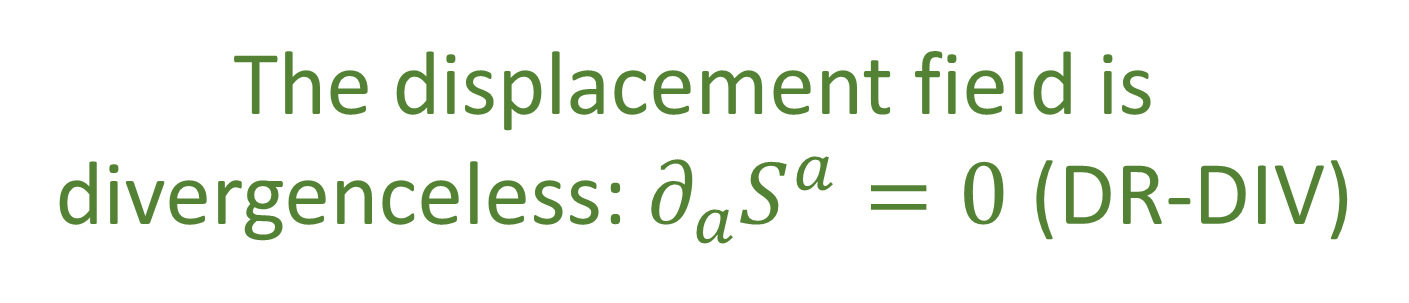 The displacement field is
divergenceless: 𝜕ₐ𝑆ᵃ = 0 (DR-DIV)